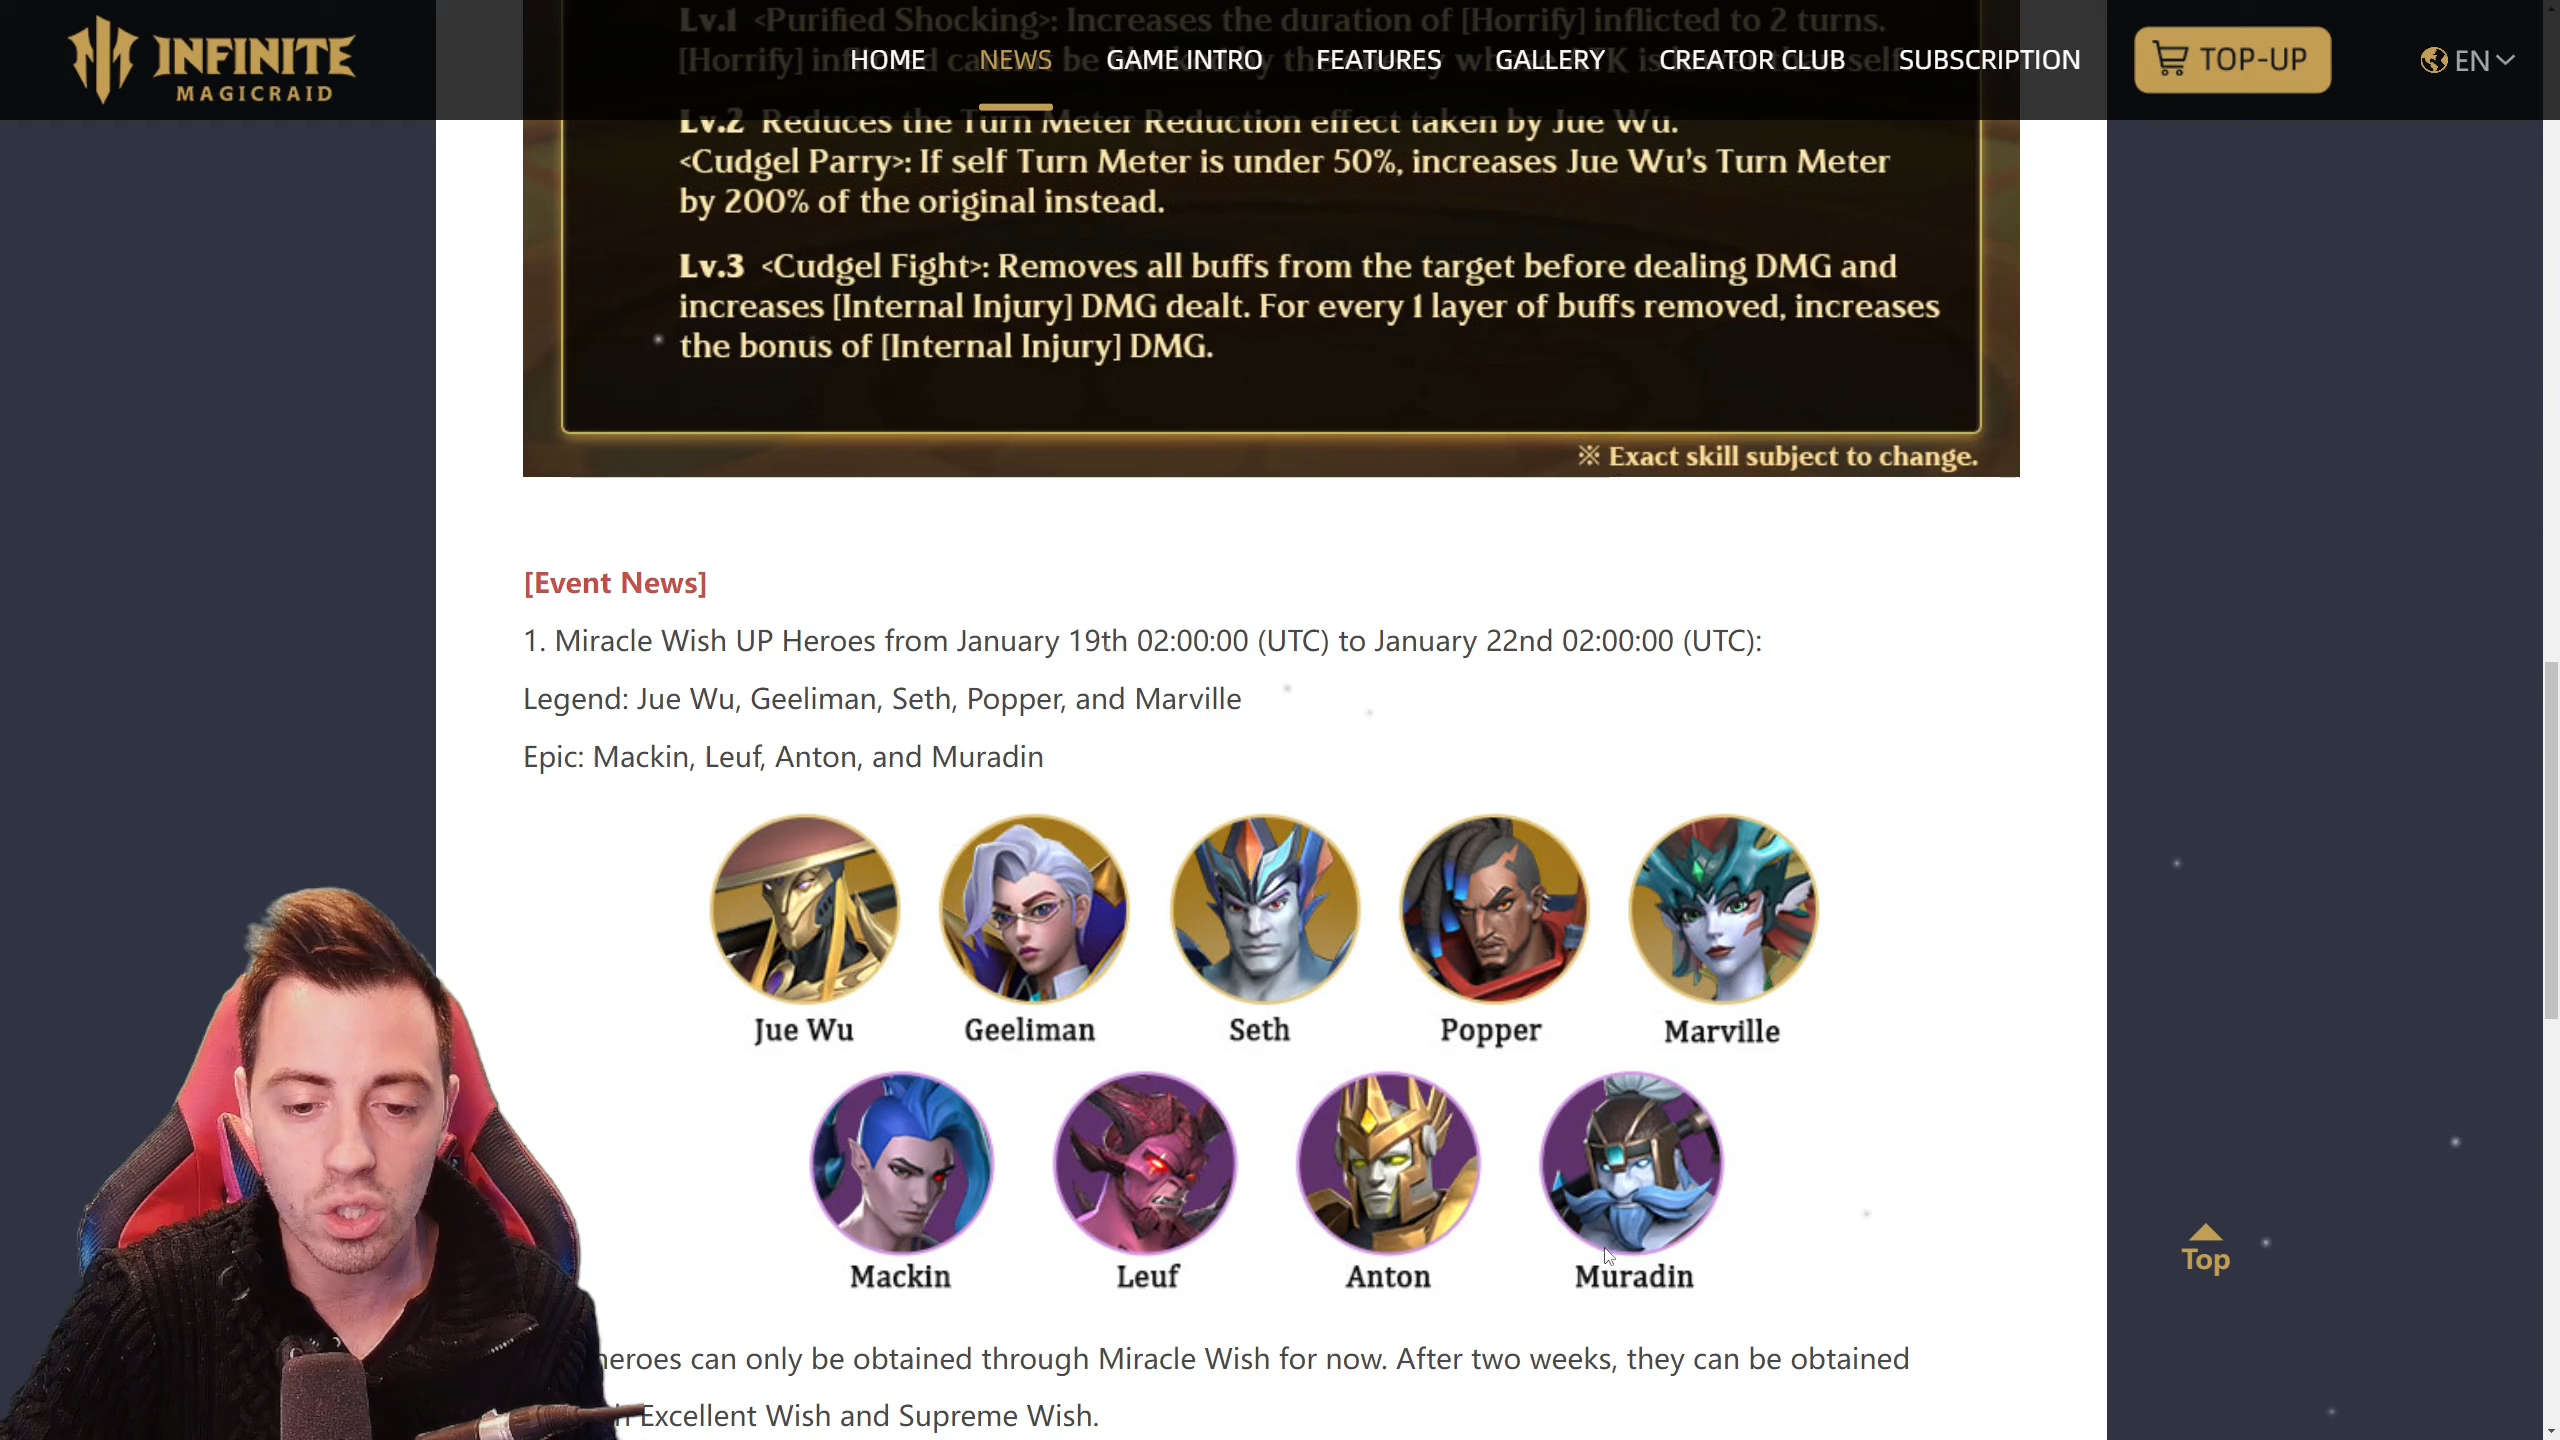 INFINITE
MAGICRAID
HOME
NEWS
GAME INTRO
FEATURES
GALLERY
CREATOR CLUB
SUBSCRIPTION
TOP-UP
EN
Lv.1 <Purified Shocking>: Increases the duration of [Horrify] inflicted to 2 turns.
[Horrify] inflicted be by the
Lv.2 Reduces the Turn Meter Reduction effect taken by Jue Wu.
<Cudgel Parry>: If self Turn Meter is under 50%, increases Jue Wu's Turn Meter
by 200% of the original instead.
Lv.3 <Cudgel Fight>: Removes all buffs from the target before dealing DMG and
increases [Internal Injury] DMG dealt. For every 1 layer of buffs removed, increases
the bonus of [Internal Injury] DMG.
※ Exact skill subject to change.
[Event News]
1. Miracle Wish UP Heroes from January 19th 02:00:00 (UTC) to January 22nd 02:00:00 (UTC):
Legend: Jue Wu, Geeliman, Seth, Popper, and Marville
Epic: Mackin, Leuf, Anton, and Muradin
Jue Wu
Geeliman
Seth
Popper
Marville
Mackin
Leuf
Anton
Muradin
heroes can only be obtained through Miracle Wish for now. After two weeks, they can be obtained
Excellent Wish and Supreme Wish.
Top